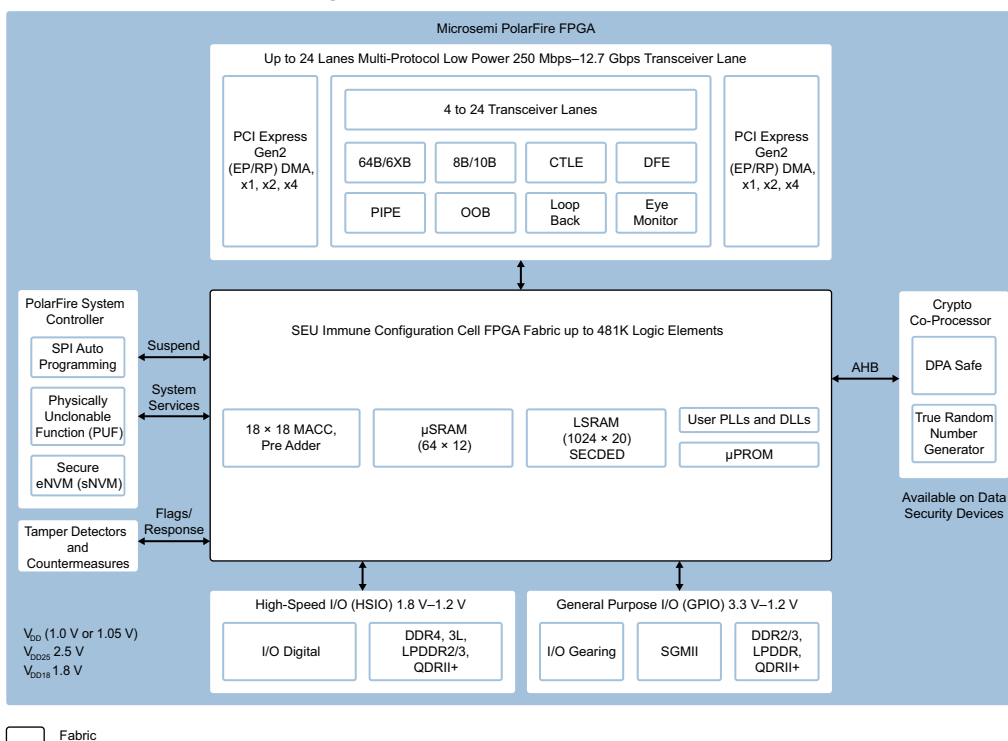 Microsemi PolarFire FPGA
Up to 24 Lanes Multi-Protocol Low Power 250 Mbps–12.7 Gbps Transceiver Lane
PCI Express
Gen2
(EP/RP) DMA,
x1, x2, x4
4 to 24 Transceiver Lanes
64B/6XB
8B/10B
CTLE
DFE
PIPE
OOB
Loop
Back
Eye
Monitor
PCI Express
Gen2
(EP/RP) DMA,
x1, x2, x4
PolarFire System
Controller
SPI Auto
Programming
Physically
Unclonable
Function (PUF)
Secure
eNVM (sNVM)
Suspend
System
Services
Tamper Detectors
and
Countermeasures
Flags/
Response
SEU Immune Configuration Cell FPGA Fabric up to 481K Logic Elements
18 × 18 MACC,
Pre Adder
µSRAM
(64 × 12)
LSRAM
(1024 × 20)
SECDED
User PLLs and DLLs
µPROM
AHB
Crypto
Co-Processor
DPA Safe
True Random
Number
Generator
Available on Data
Security Devices
High-Speed I/O (HSIO) 1.8 V–1.2 V
I/O Digital
DDR4, 3L,
LPDDR2/3,
QDRII+
General Purpose I/O (GPIO) 3.3 V–1.2 V
I/O Gearing
SGMII
DDR2/3,
LPDDR,
QDRII+
VDD (1.0 V or 1.05 V)
VDD25 2.5 V
VDD18 1.8 V
Fabric